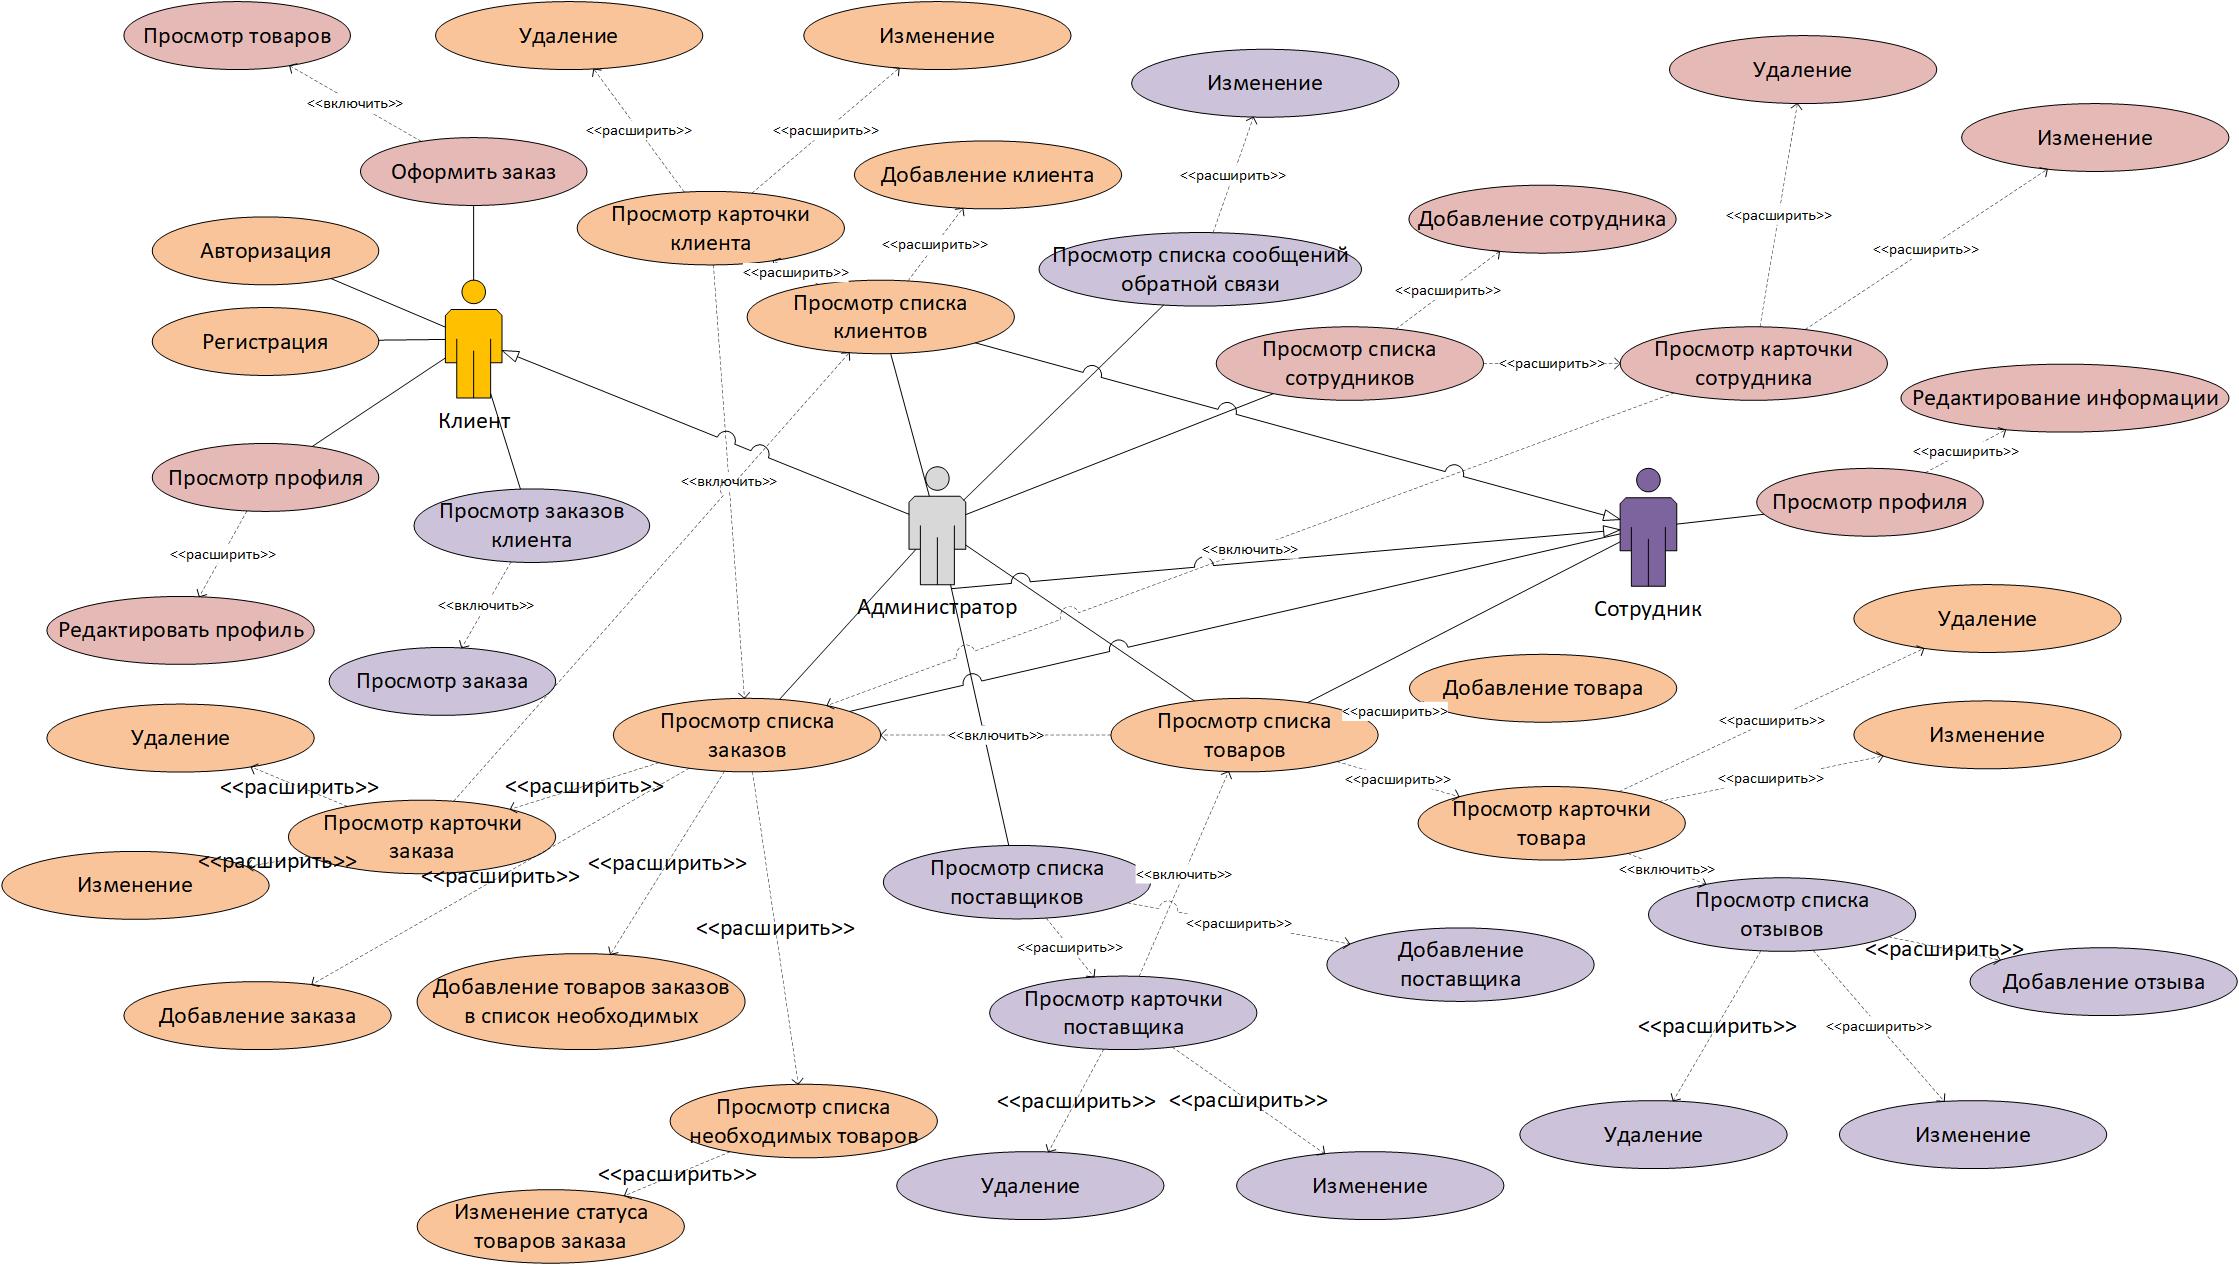 Просмотр товаров
Удаление
Изменение
Изменение
Удаление
<<включить>>
<<расширить>>
<<расширить>>
Изменение
Оформить заказ
Добавление клиента
<<расширить>>
Просмотр карточки
клиента
<<расширить>>
Добавление сотрудника
<<расширить>>
Авторизация
<<расширить>>
<<расширить>>
Просмотр списка сообщений
обратной связи
<<расширить>>
<<расширить>>
Просмотр списка
клиентов
Регистрация
Просмотр списка
сотрудников
<<расширить>>
Просмотр карточки
сотрудника
Редактирование информации
Клиент
<<расширить>>
Просмотр профиля
<<включить>>
Просмотр заказов
клиента
Просмотр профиля
<<расширить>>
<<включить>>
<<включить>>
Администратор
Сотрудник
Удаление
Редактировать профиль
Просмотр заказа
Добавление товара
<<расширить>>
<<расширить>>
Удаление
Просмотр списка
заказов
<<включить>>
Просмотр списка
товаров
Изменение
<<расширить>>
<<расширить>>
<<расширить>>
<<расширить>>
Просмотр карточки
заказа
Просмотр карточки
товара
<<расширить>>
<<расширить>>
<<расширить>>
Изменение
Просмотр списка
поставщиков
<<включить>>
<<включить>>
Просмотр списка
отзывов
<<расширить>>
<<расширить>>
<<расширить>>
<<расширить>>
Добавление
поставщика
Добавление отзыва
Добавление заказа
Добавление товаров заказов
в список необходимых
Просмотр карточки
поставщика
<<расширить>>
<<расширить>>
<<расширить>>
<<расширить>>
Просмотр списка
необходимых товаров
Удаление
Изменение
<<расширить>>
Удаление
Изменение
Изменение статуса
товаров заказа